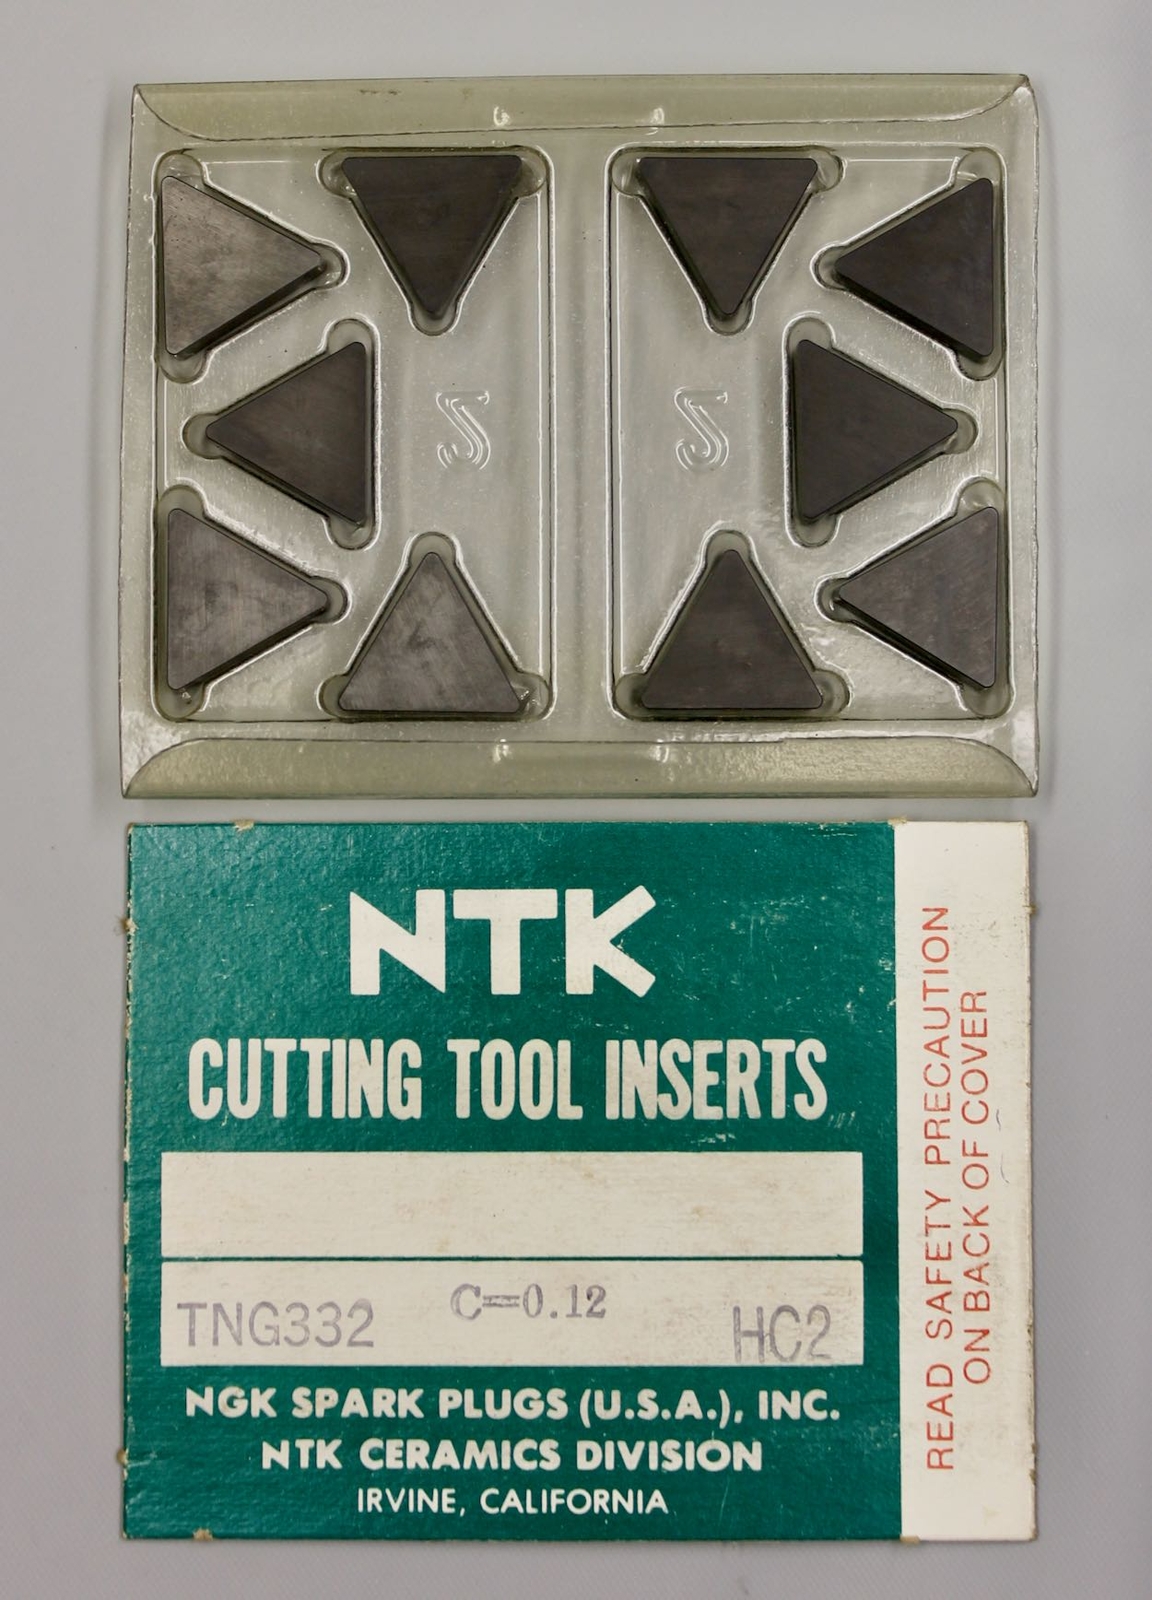 NTK
CUTTING TOOL INSERTS
TNG332 C=0.12 HC2
NGK SPARK PLUGS (U.S.A.), INC.
NTK CERAMICS DIVISION
IRVINE, CALIFORNIA
READ SAFETY PRECAUTION
ON BACK OF COVER